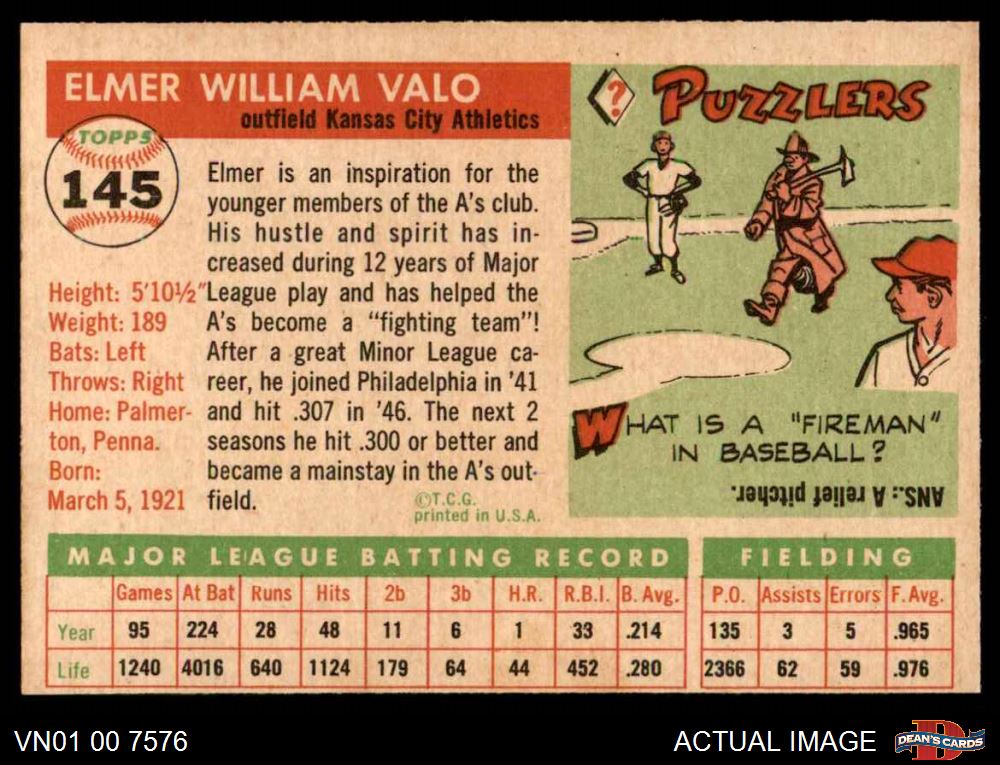 ELMER WILLIAM VALO
outfield Kansas City Athletics
TOPPS
145
Height: 5'10½"
Weight: 189
Bats: Left
Throws: Right
Home: Palmer-
ton, Penna.
Born:
March 5, 1921
Elmer is an inspiration for the
younger members of the A's club.
His hustle and spirit has in-
creased during 12 years of Major
League play and has helped the
A's become a "fighting team"!
After a great Minor League ca-
reer, he joined Philadelphia in '41
and hit .307 in '46. The next 2
seasons he hit .300 or better and
became a mainstay in the A's out-
field.
©T.C.G.
printed in U.S.A.
? PUZZLERS
WHAT IS A "FIREMAN"
IN BASEBALL?
ANS.: A relief pitcher.
MAJOR LEAGUE BATTING RECORD FIELDING
Games At Bat Runs Hits 2b 3b H.R. R.B.I. B. Avg. P.O. Assists Errors F. Avg.
Year 95 224 28 48 11 6 1 33 .214 135 3 5 .965
Life 1240 4016 640 1124 179 64 44 452 .280 2366 62 59 .976
VN01 00 7576
ACTUAL IMAGE
DEAN'S CARDS